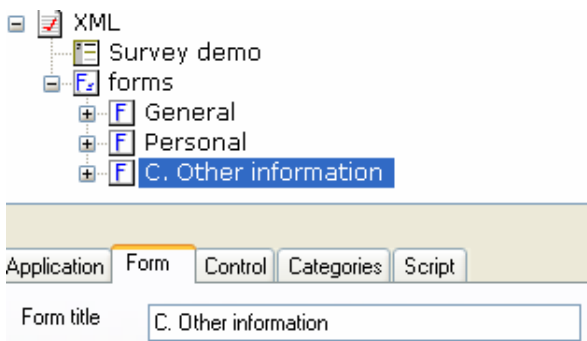 XML
Survey demo
forms
General
Personal
C. Other information
Application Form Control Categories Script
Form title C. Other information